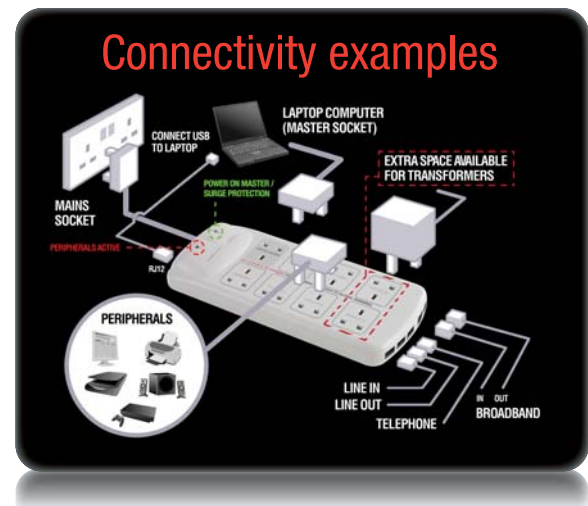 Connectivity examples
LAPTOP COMPUTER
(MASTER SOCKET)
CONNECT USB
TO LAPTOP
EXTRA SPACE AVAILABLE
FOR TRANSFORMERS
POWER ON MASTER /
SURGE PROTECTION
MAINS
SOCKET
PERIPHERALS ACTIVE
RJ12
PERIPHERALS
LINE IN
LINE OUT
TELEPHONE
IN OUT
BROADBAND